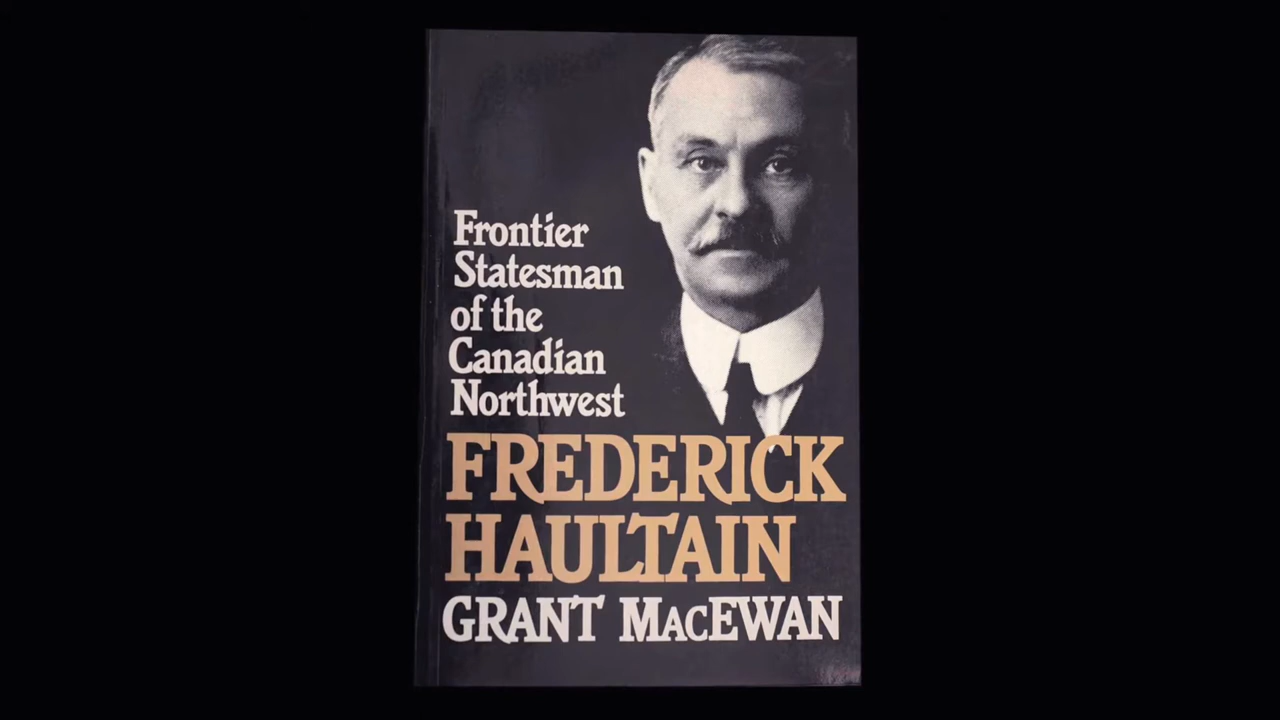 Frontier
Statesman
of the
Canadian
Northwest
FREDERICK
HAULTAIN
GRANT MACEWAN